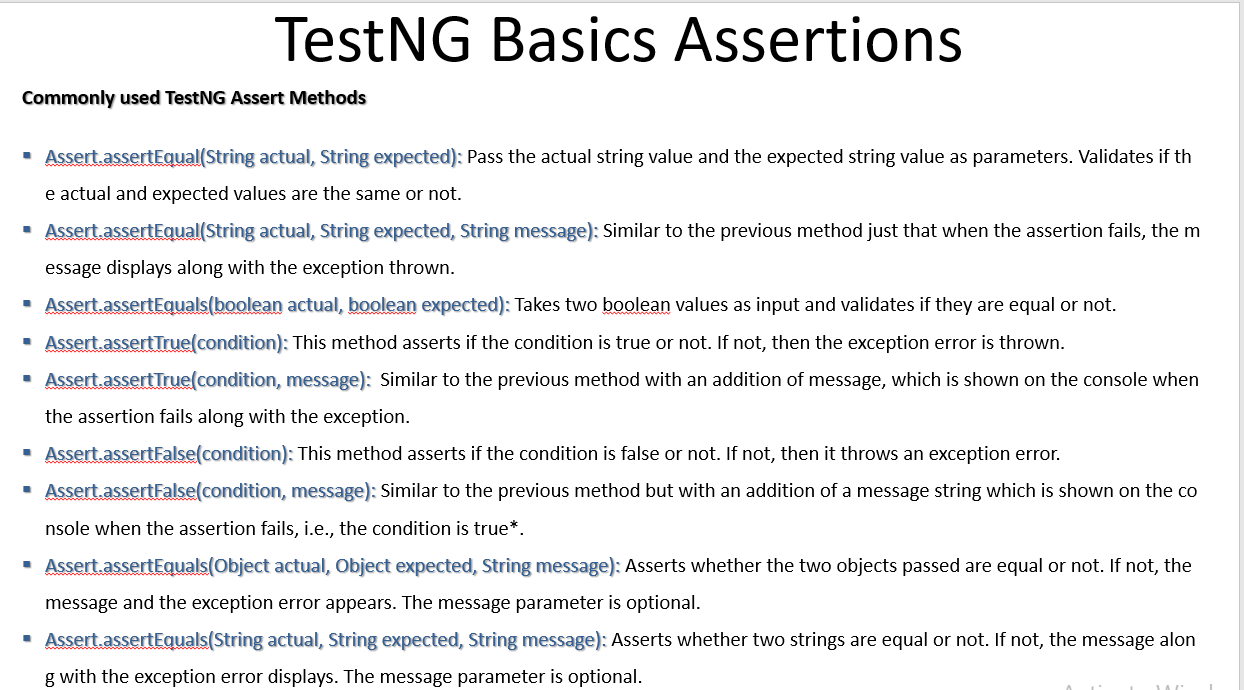 TestNG Basics Assertions
Commonly used TestNG Assert Methods
▪ Assert.assertEqual(String actual, String expected): Pass the actual string value and the expected string value as parameters. Validates if th
e actual and expected values are the same or not.
▪ Assert.assertEqual(String actual, String expected, String message): Similar to the previous method just that when the assertion fails, the m
essage displays along with the exception thrown.
▪ Assert.assertEquals(boolean actual, boolean expected): Takes two boolean values as input and validates if they are equal or not.
▪ Assert.assertTrue(condition): This method asserts if the condition is true or not. If not, then the exception error is thrown.
▪ Assert.assertTrue(condition, message): Similar to the previous method with an addition of message, which is shown on the console when
the assertion fails along with the exception.
▪ Assert.assertFalse(condition): This method asserts if the condition is false or not. If not, then it throws an exception error.
▪ Assert.assertFalse(condition, message): Similar to the previous method but with an addition of a message string which is shown on the co
nsole when the assertion fails, i.e., the condition is true*.
▪ Assert.assertEquals(Object actual, Object expected, String message): Asserts whether the two objects passed are equal or not. If not, the
message and the exception error appears. The message parameter is optional.
▪ Assert.assertEquals(String actual, String expected, String message): Asserts whether two strings are equal or not. If not, the message alon
g with the exception error displays. The message parameter is optional.